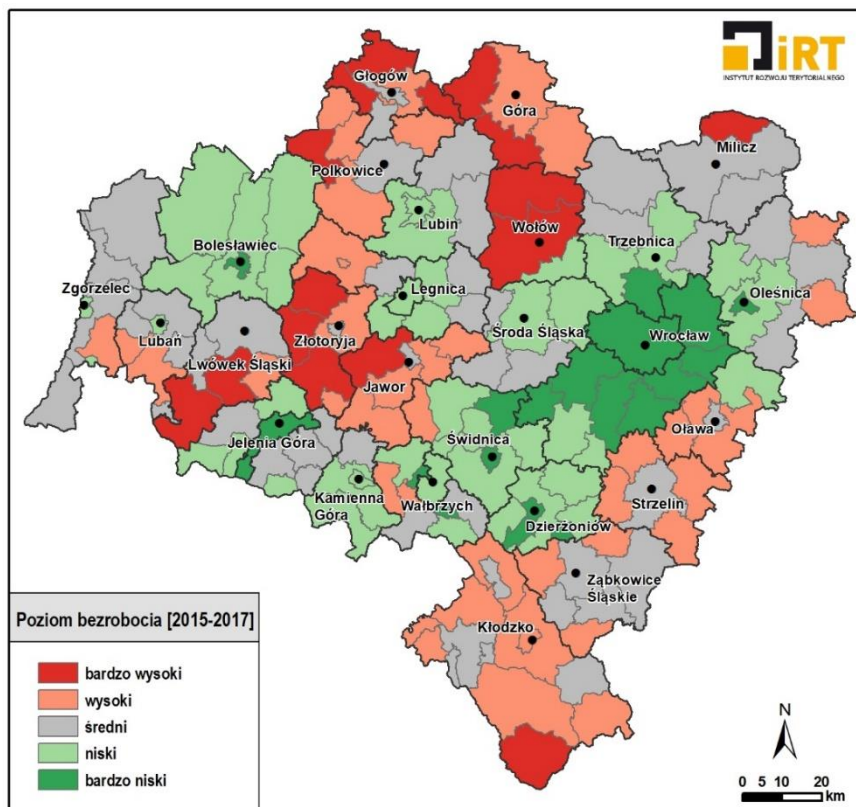 iRT
INSTYTUT ROZWOJU TERYTORIALNEGO
Głogów
Góra
Milicz
Polkowice
Lubin
Wołów
Trzebnica
Bolesławiec
Zgorzelec
Legnica
Oleśnica
Lubań
Złotoryja
Środa Śląska
Wrocław
Lwówek Śląski
Jawor
Jelenia Góra
Świdnica
Oława
Kamienna
Góra
Wałbrzych
Dzierżoniów
Strzelin
Ząbkowice
Śląskie
Kłodzko
Poziom bezrobocia [2015-2017]
bardzo wysoki
wysoki
średni
niski
bardzo niski
N
0 5 10 20
km